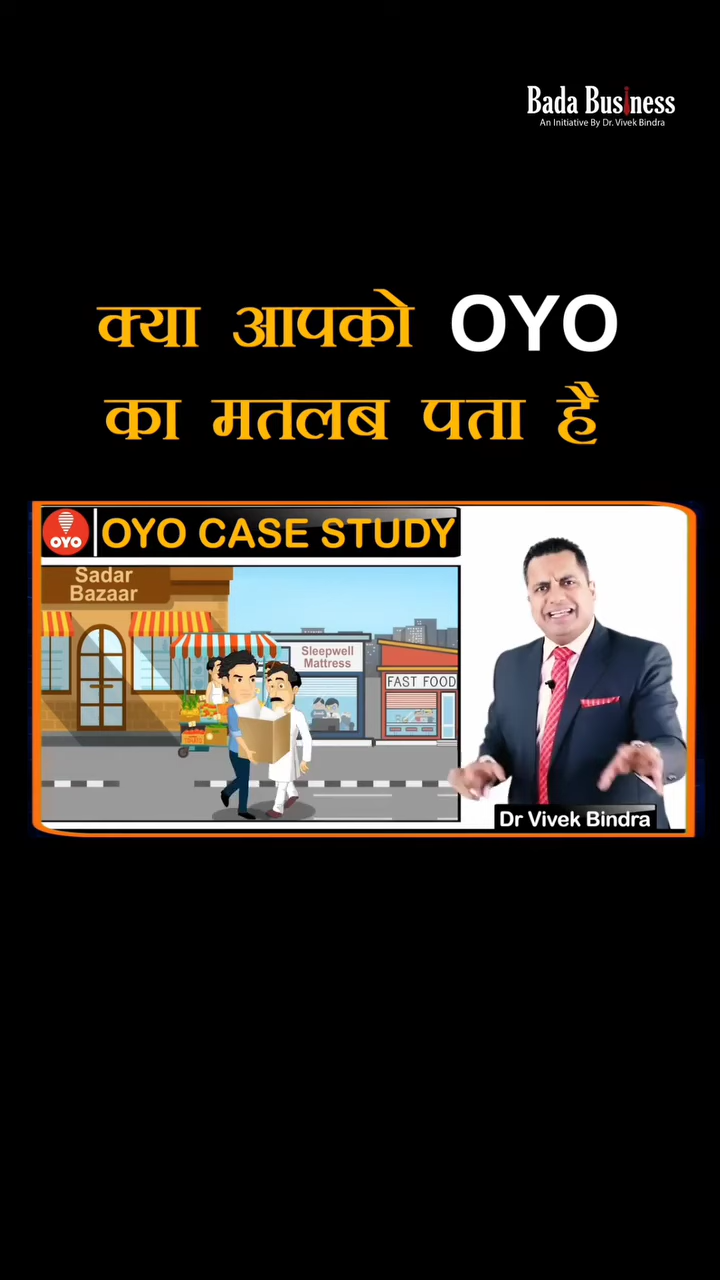 Bada Business
An Initiative By Dr. Vivek Bindra
क्या आपको OYO
का मतलब पता है
OYO
OYO CASE STUDY
Sadar
Bazaar
Sleepwell
Mattress
FAST FOOD
Dr Vivek Bindra